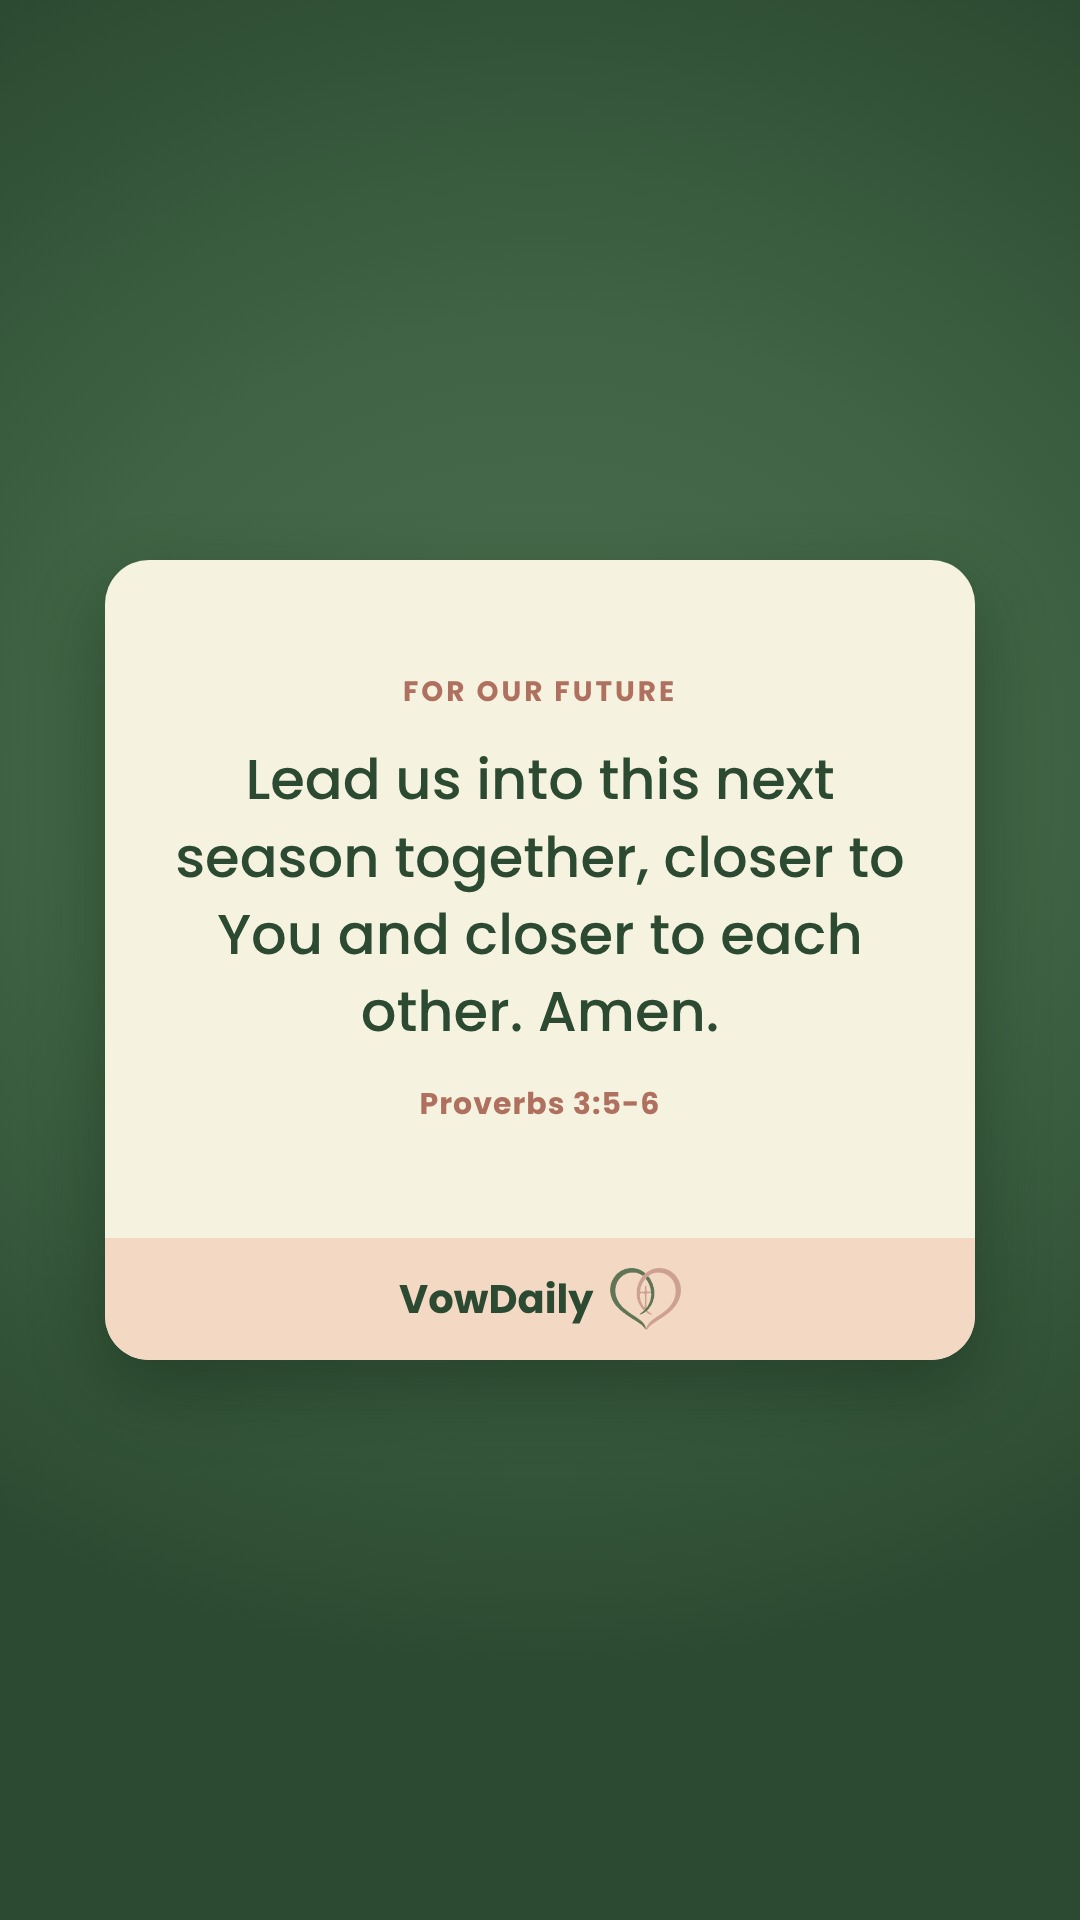 FOR OUR FUTURE
Lead us into this next
season together, closer to
You and closer to each
other. Amen.
Proverbs 3:5-6
VowDaily